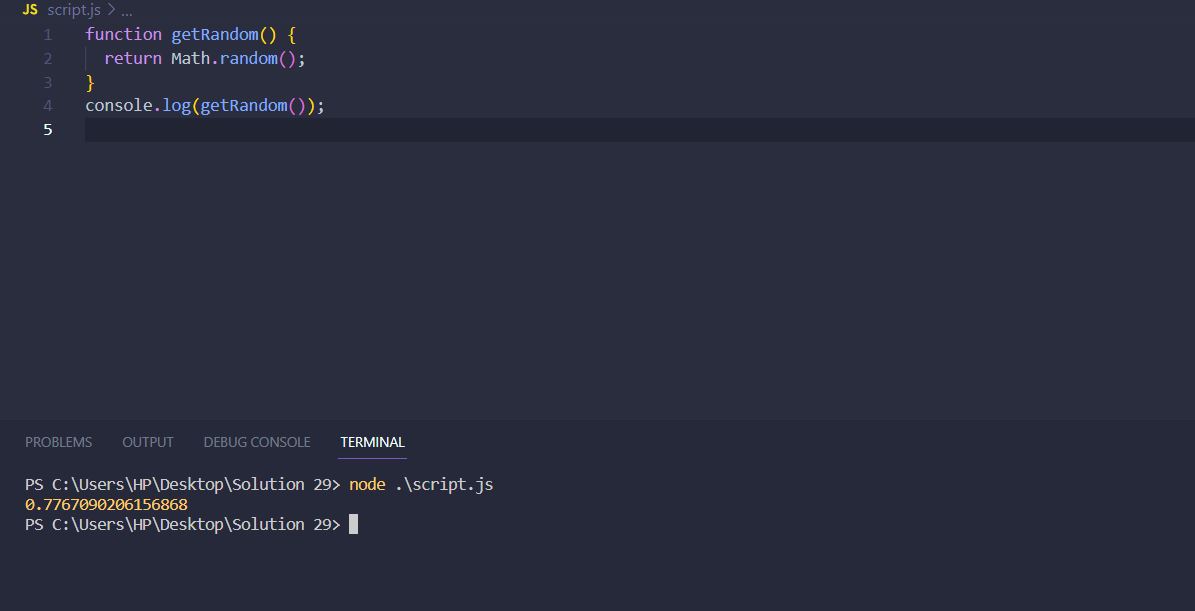 JS script.js > ...
1 function getRandom() {
2   return Math.random();
3 }
4 console.log(getRandom());
5
PROBLEMS OUTPUT DEBUG CONSOLE TERMINAL
PS C:\Users\HP\Desktop\Solution 29> node .\script.js
0.7767090206156868
PS C:\Users\HP\Desktop\Solution 29>